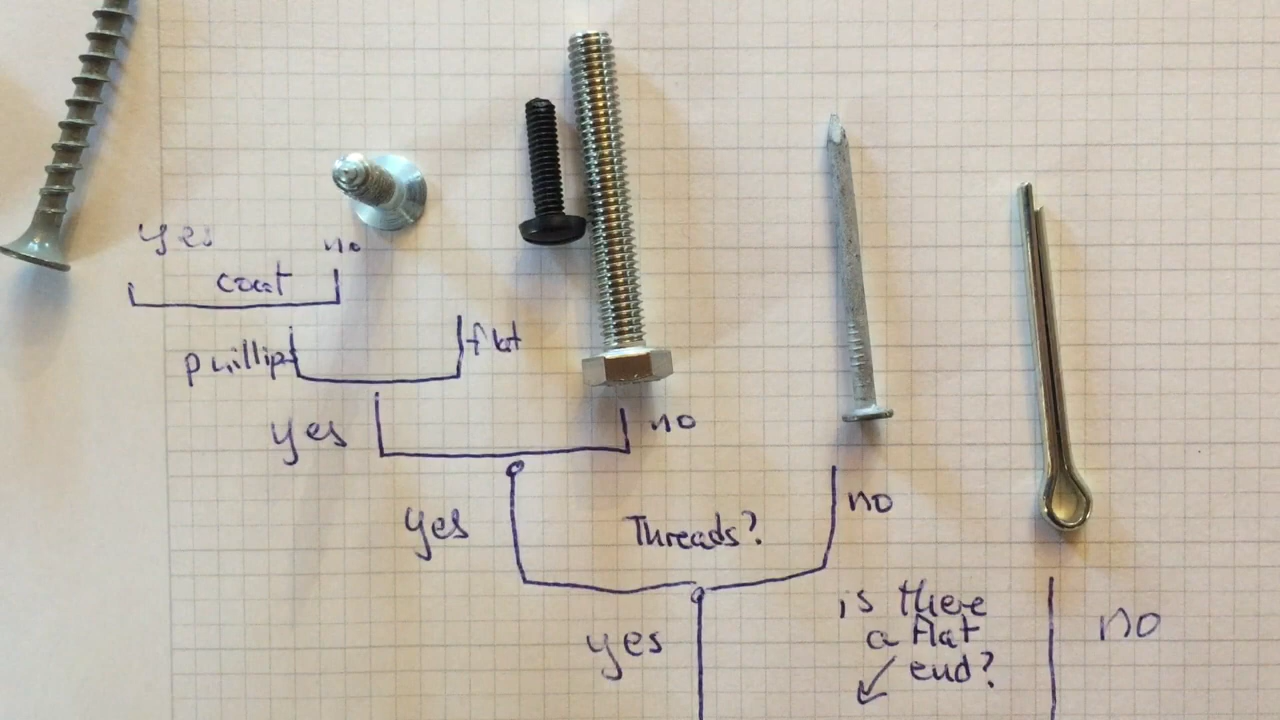 yes no
coat
phillips flat
yes no
yes Threads? no
yes is there no
a flat
end?